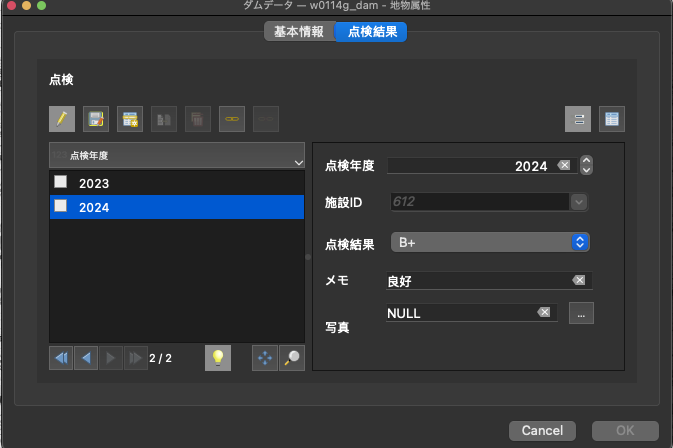 ダムデータ — w0114g_dam - 地物属性
基本情報 点検結果
点検
123 点検年度
2023
2024
2 / 2
点検年度 2024
施設ID 612
点検結果 B+
メモ 良好
写真 NULL ...
Cancel OK